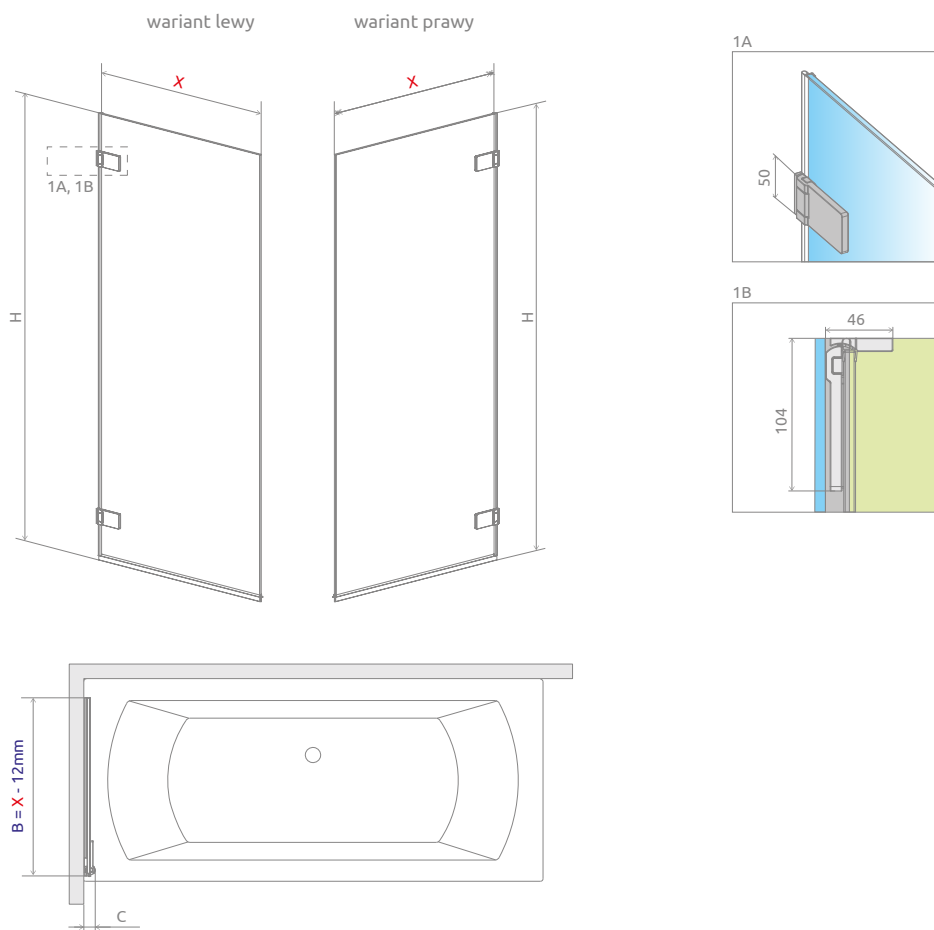 wariant lewy
wariant prawy
X
X
1A, 1B
H
H
1A
50
1B
46
104
B = X - 12mm
C